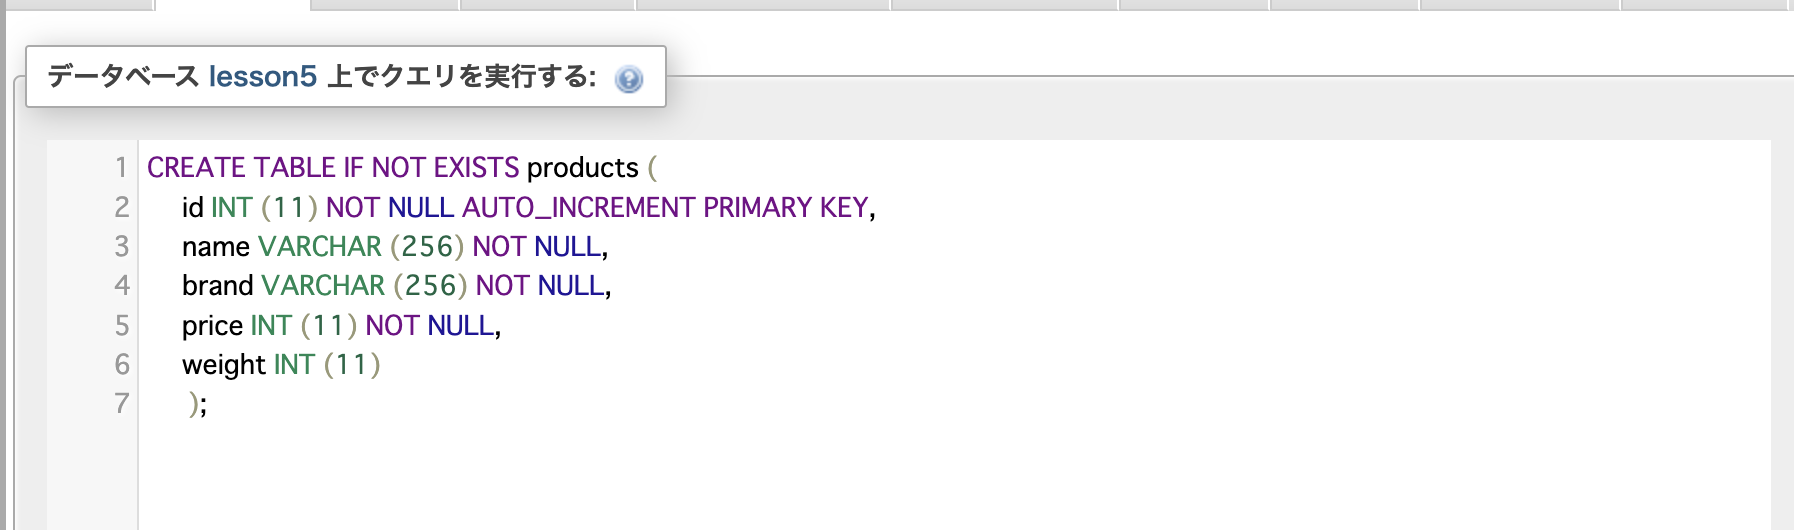 データベース lesson5 上でクエリを実行する:
1 CREATE TABLE IF NOT EXISTS products (
2 id INT (11) NOT NULL AUTO_INCREMENT PRIMARY KEY,
3 name VARCHAR (256) NOT NULL,
4 brand VARCHAR (256) NOT NULL,
5 price INT (11) NOT NULL,
6 weight INT (11)
7 );